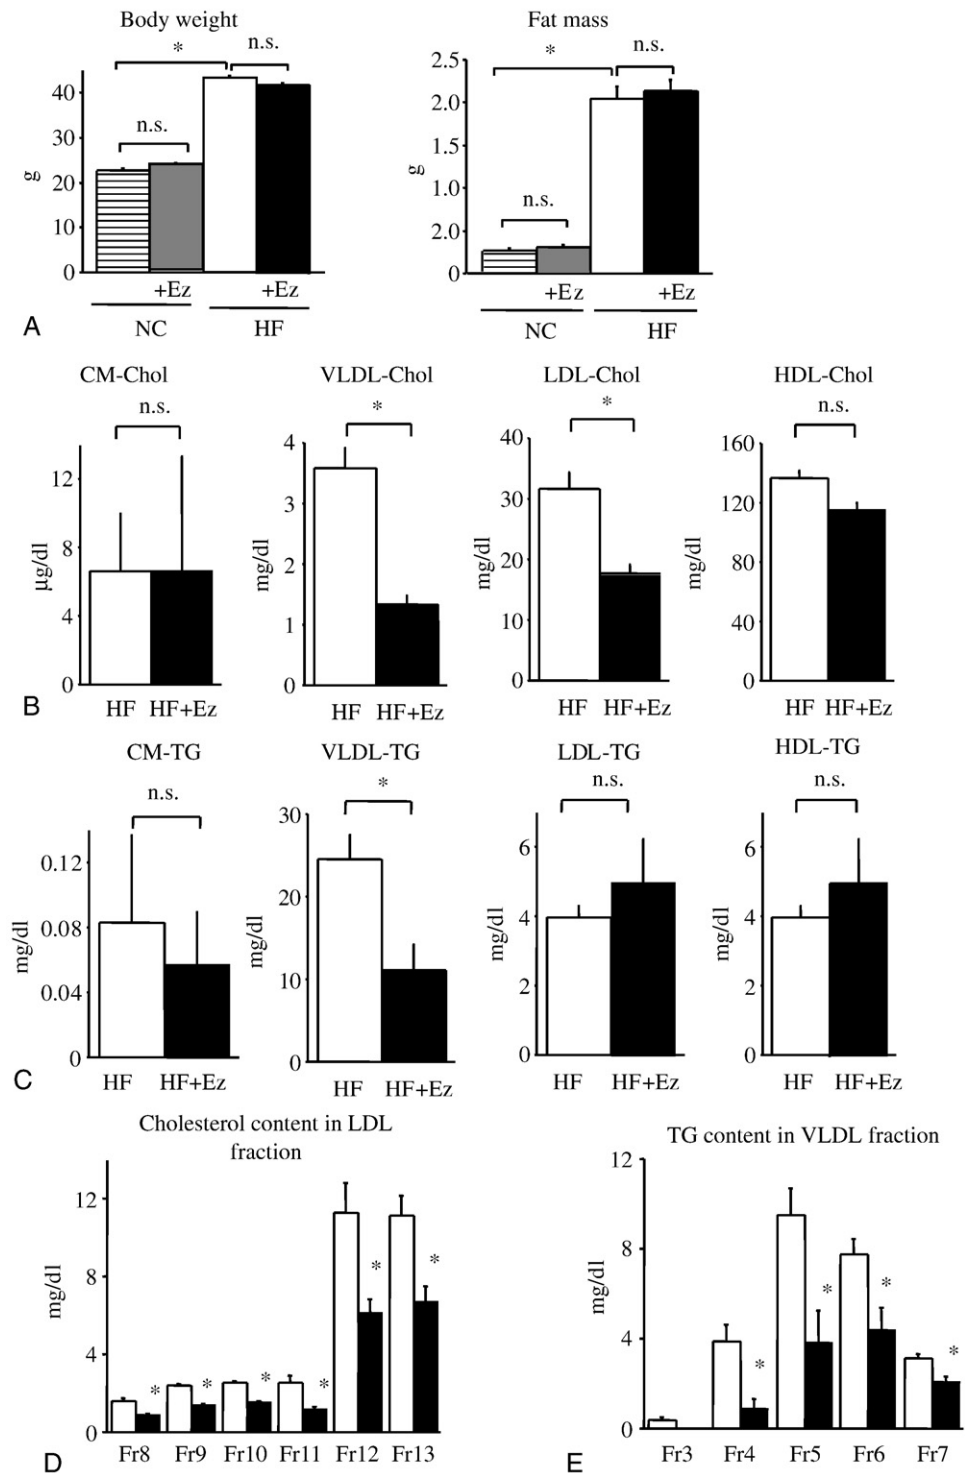 Body weight
Fat mass
* n.s.
* n.s.
n.s.
n.s.
g
40
30
20
10
0
g
2.5
2.0
1.5
1.0
2.0
0
+Ez +Ez
NC HF
+Ez +Ez
NC HF
A
CM-Chol VLDL-Chol LDL-Chol HDL-Chol
n.s. * * n.s.
µg/dl
12
8
4
0
HF HF+Ez
mg/dl
4
3
2
1
0
HF HF+Ez
mg/dl
40
30
20
10
0
HF HF+Ez
mg/dl
160
120
80
40
0
HF HF+Ez
B
CM-TG VLDL-TG LDL-TG HDL-TG
n.s. * n.s. n.s.
mg/dl
0.12
0.08
0.04
0
HF HF+Ez
mg/dl
30
20
10
0
HF HF+Ez
mg/dl
6
4
2
0
HF HF+Ez
mg/dl
6
4
2
0
HF HF+Ez
C
Cholesterol content in LDL
fraction
mg/dl
12
8
4
0
* * * * * *
Fr8 Fr9 Fr10 Fr11 Fr12 Fr13
D
TG content in VLDL fraction
mg/dl
12
8
4
0
* * * *
Fr3 Fr4 Fr5 Fr6 Fr7
E